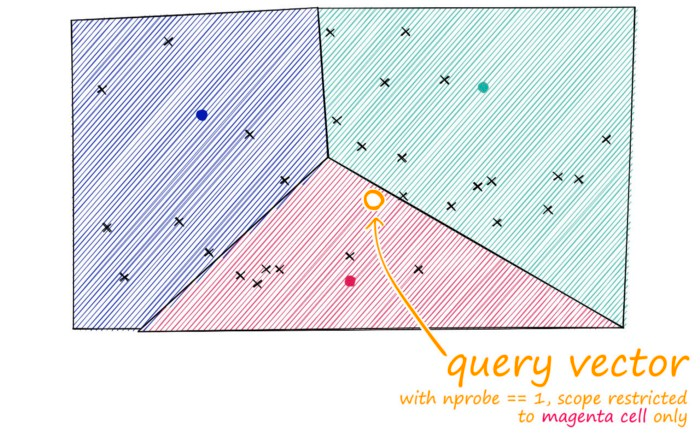 query vector
with nprobe == 1, scope restricted
to magenta cell only